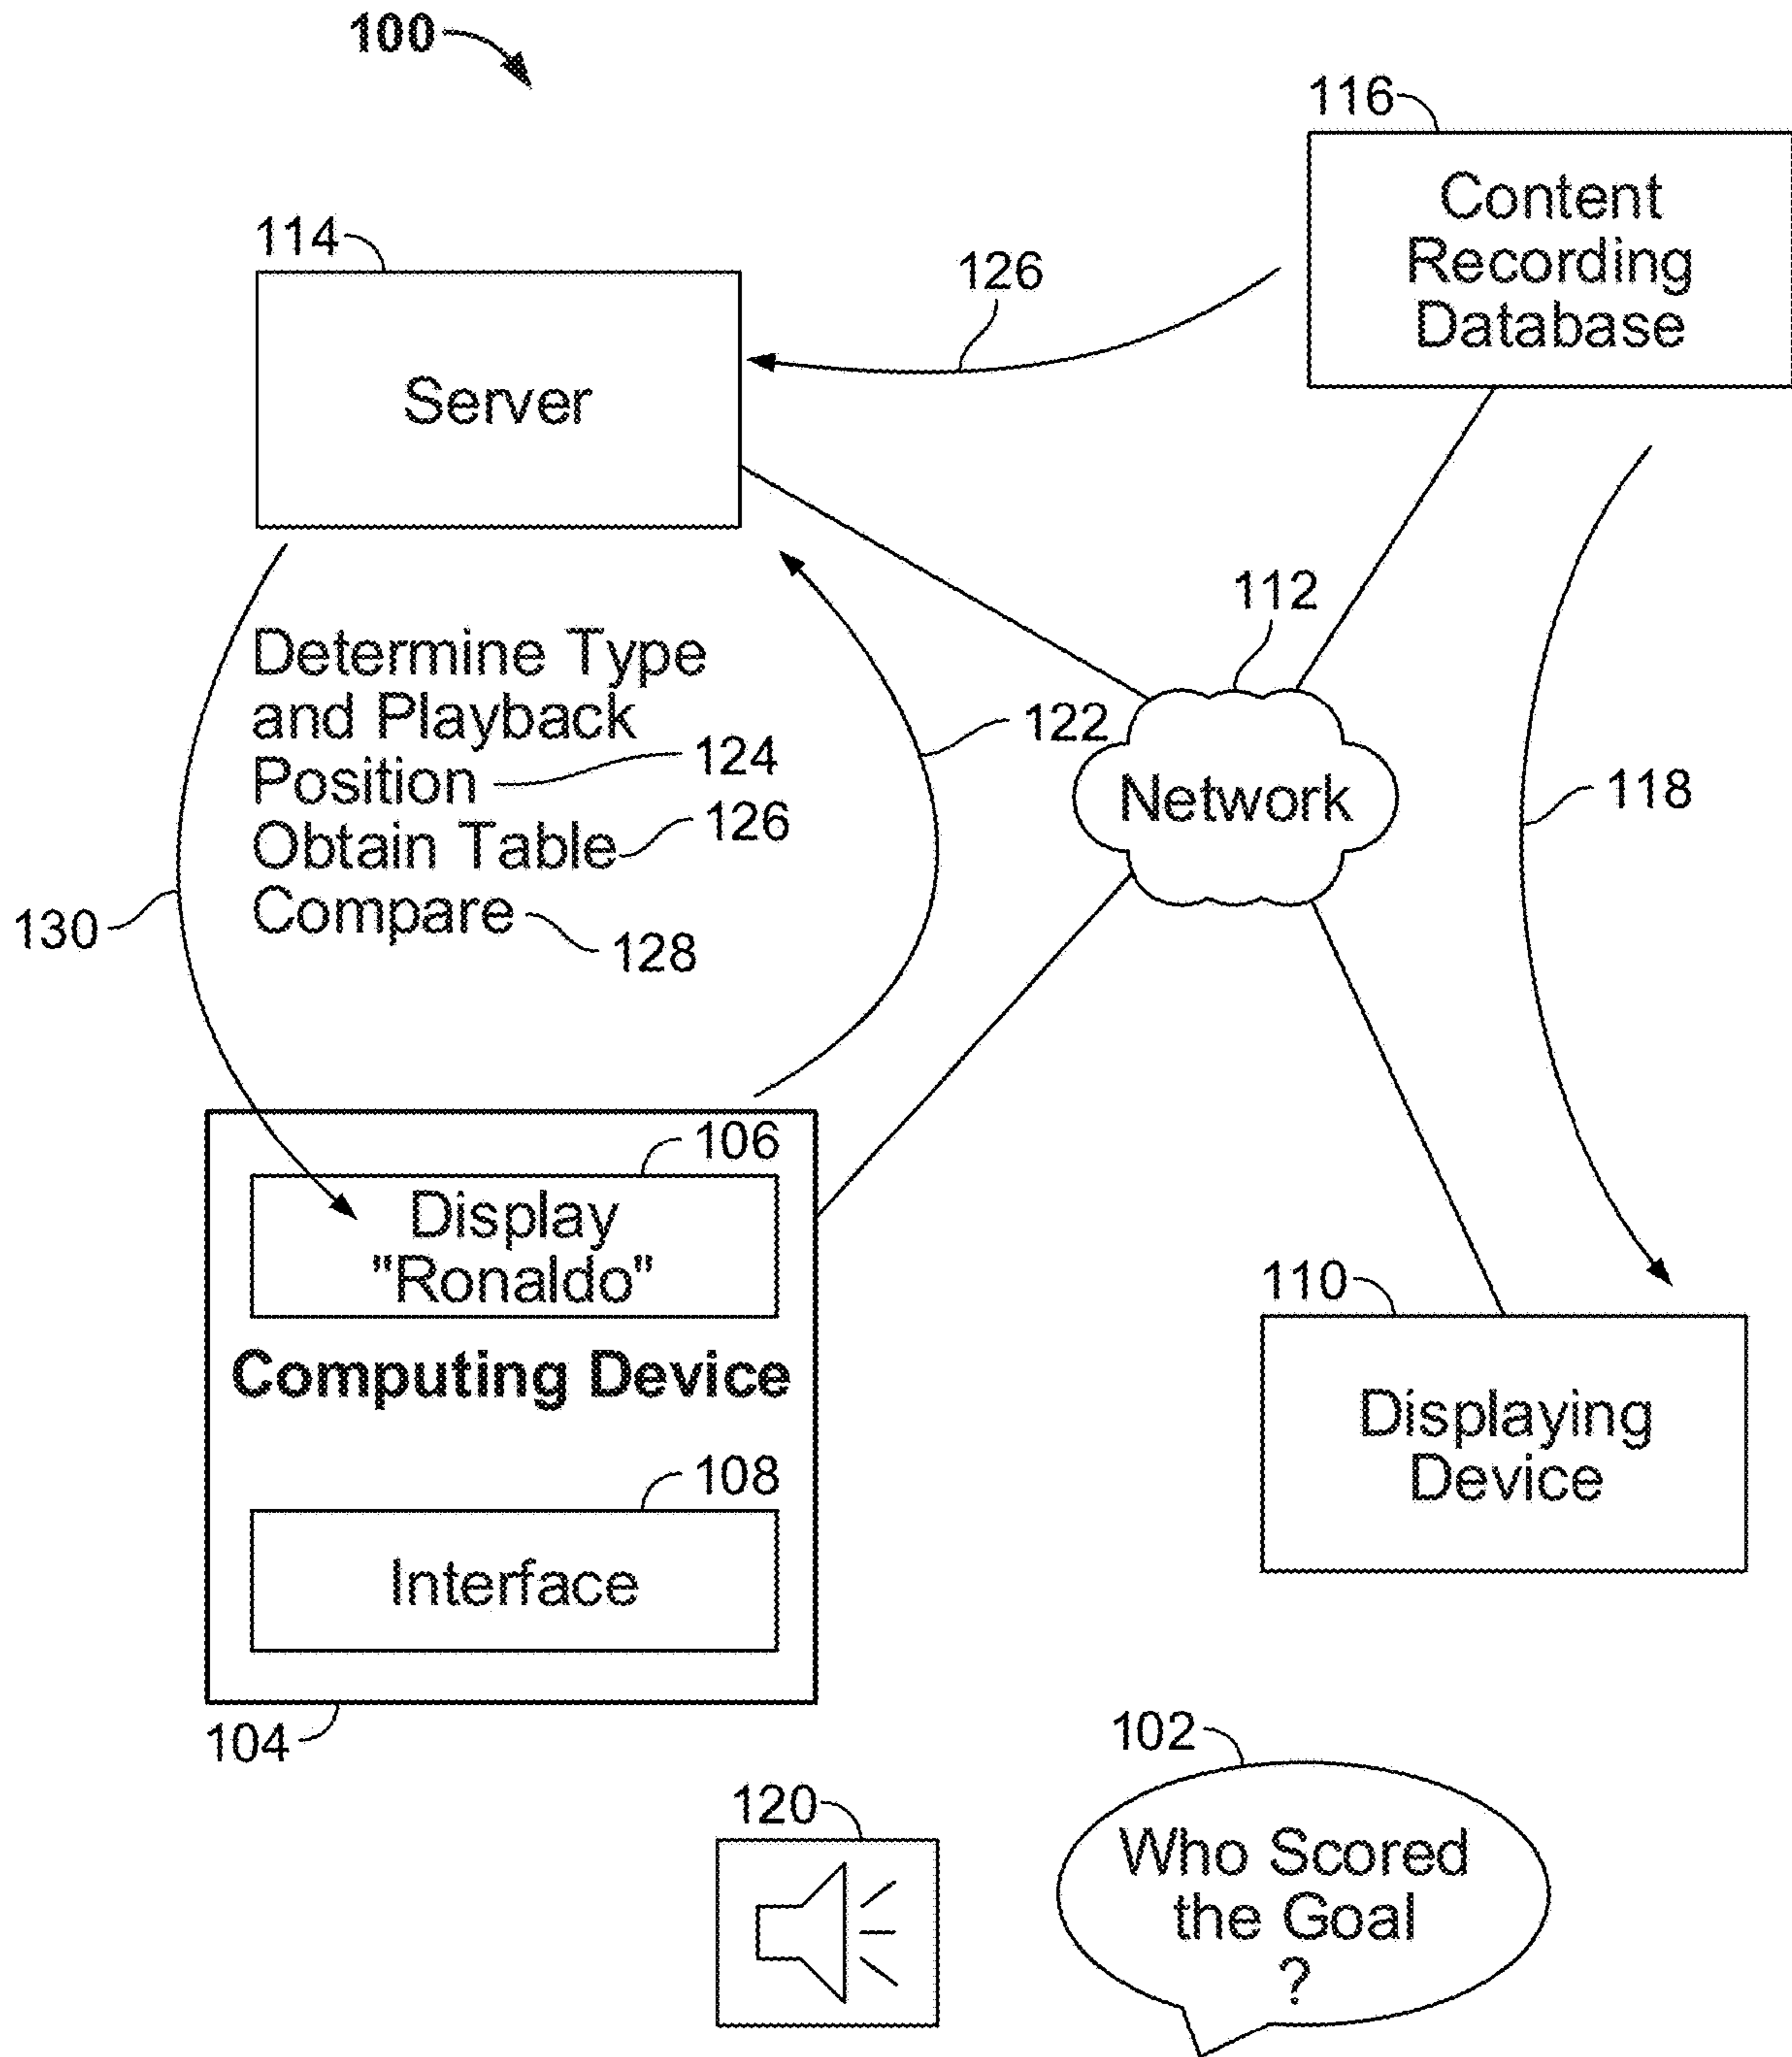 100
116
Content
Recording
Database
114
Server
126
112
Network
Determine Type
and Playback
Position 124
Obtain Table 126
Compare 128
122
118
130
106
Display
"Ronaldo"
Computing Device
108
Interface
104
110
Displaying
Device
120
102
Who Scored
the Goal
?